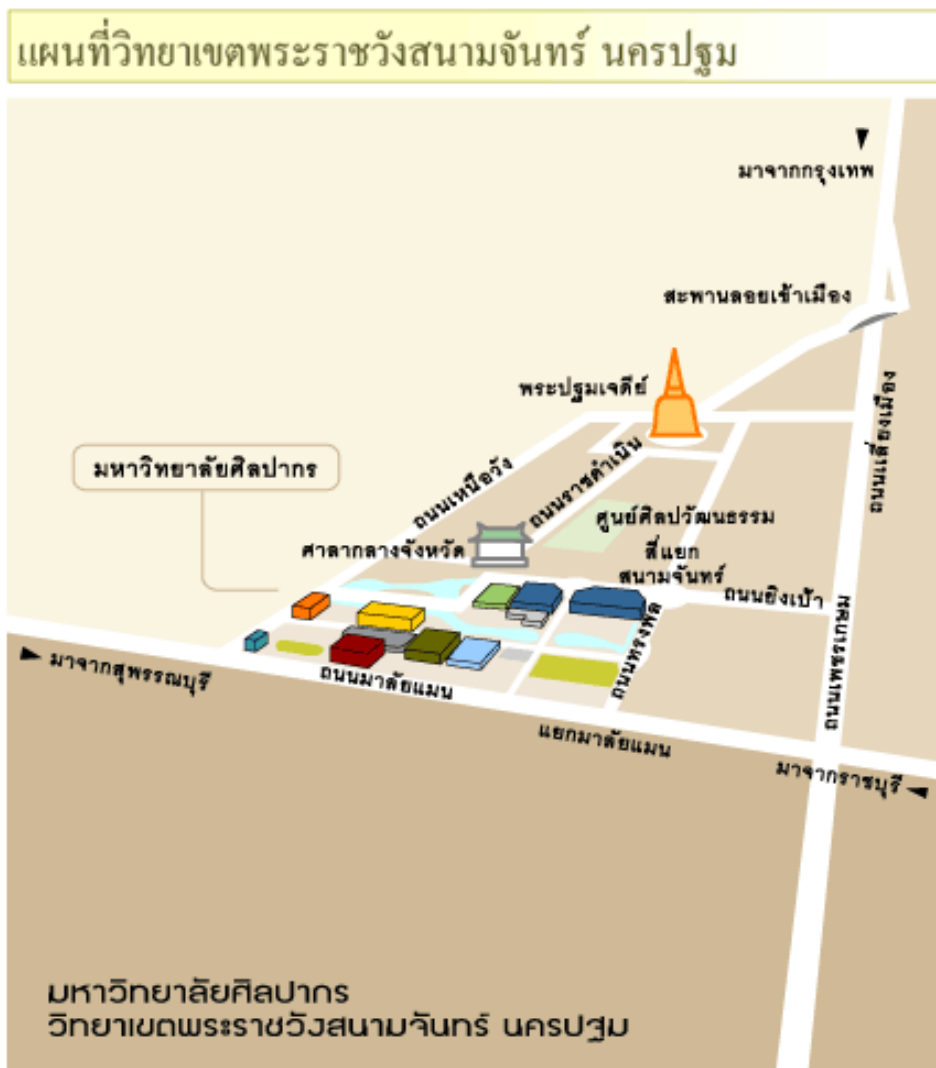 แผนที่วิทยาเขตพระราชวังสนามจันทร์ นครปฐม
มาจากกรุงเทพ
สะพานลอยเข้าเมือง
พระปฐมเจดีย์
ถนนเลี่ยงเมือง
มหาวิทยาลัยศิลปากร
ถนนเหนือวัง
ถนนราชดำเนิน
ศูนย์ศิลปวัฒนธรรม
ศาลากลางจังหวัด
สี่แยก
สนามจันทร์
ถนนยิงเป้า
ถนนเพชรเกษม
ถนนทรงพล
มาจากสุพรรณบุรี
ถนนมาลัยแมน
แยกมาลัยแมน
มาจากราชบุรี
มหาวิทยาลัยศิลปากร
วิทยาเขตพระราชวังสนามจันทร์ นครปฐม